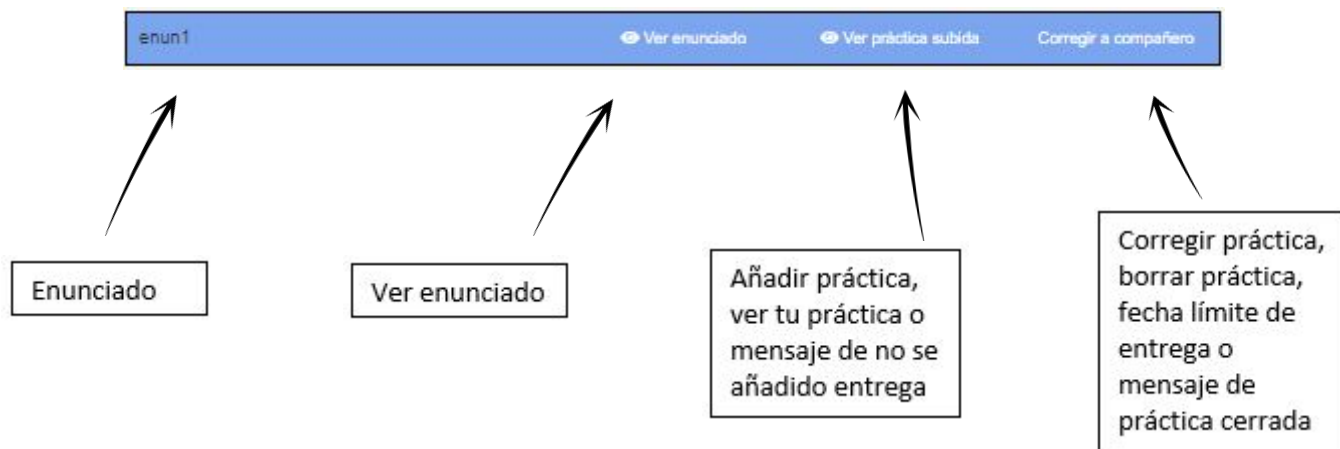 enun1 Ver enunciado Ver práctica subida Corregir a compañero
Enunciado
Ver enunciado
Añadir práctica,
ver tu práctica o
mensaje de no se
añadido entrega
Corregir práctica,
borrar práctica,
fecha límite de
entrega o
mensaje de
práctica cerrada